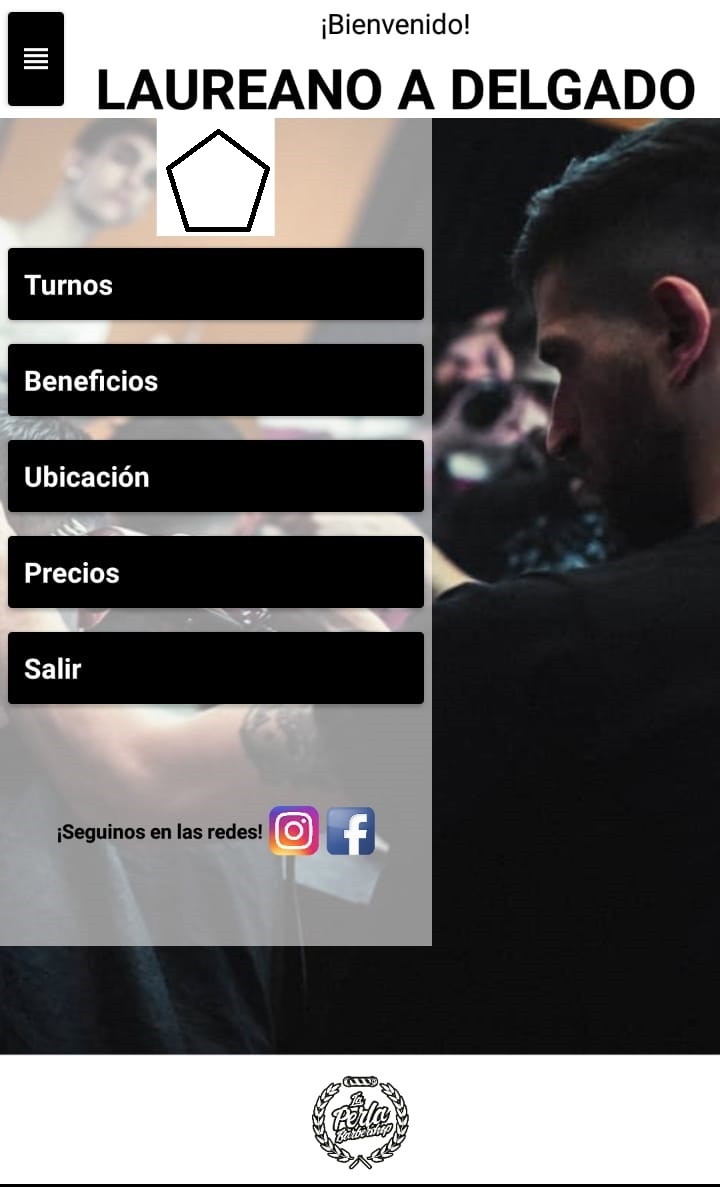 ¡Bienvenido!
LAUREANO A DELGADO
Turnos
Beneficios
Ubicación
Precios
Salir
¡Seguinos en las redes!
La
Perla
Barbershop